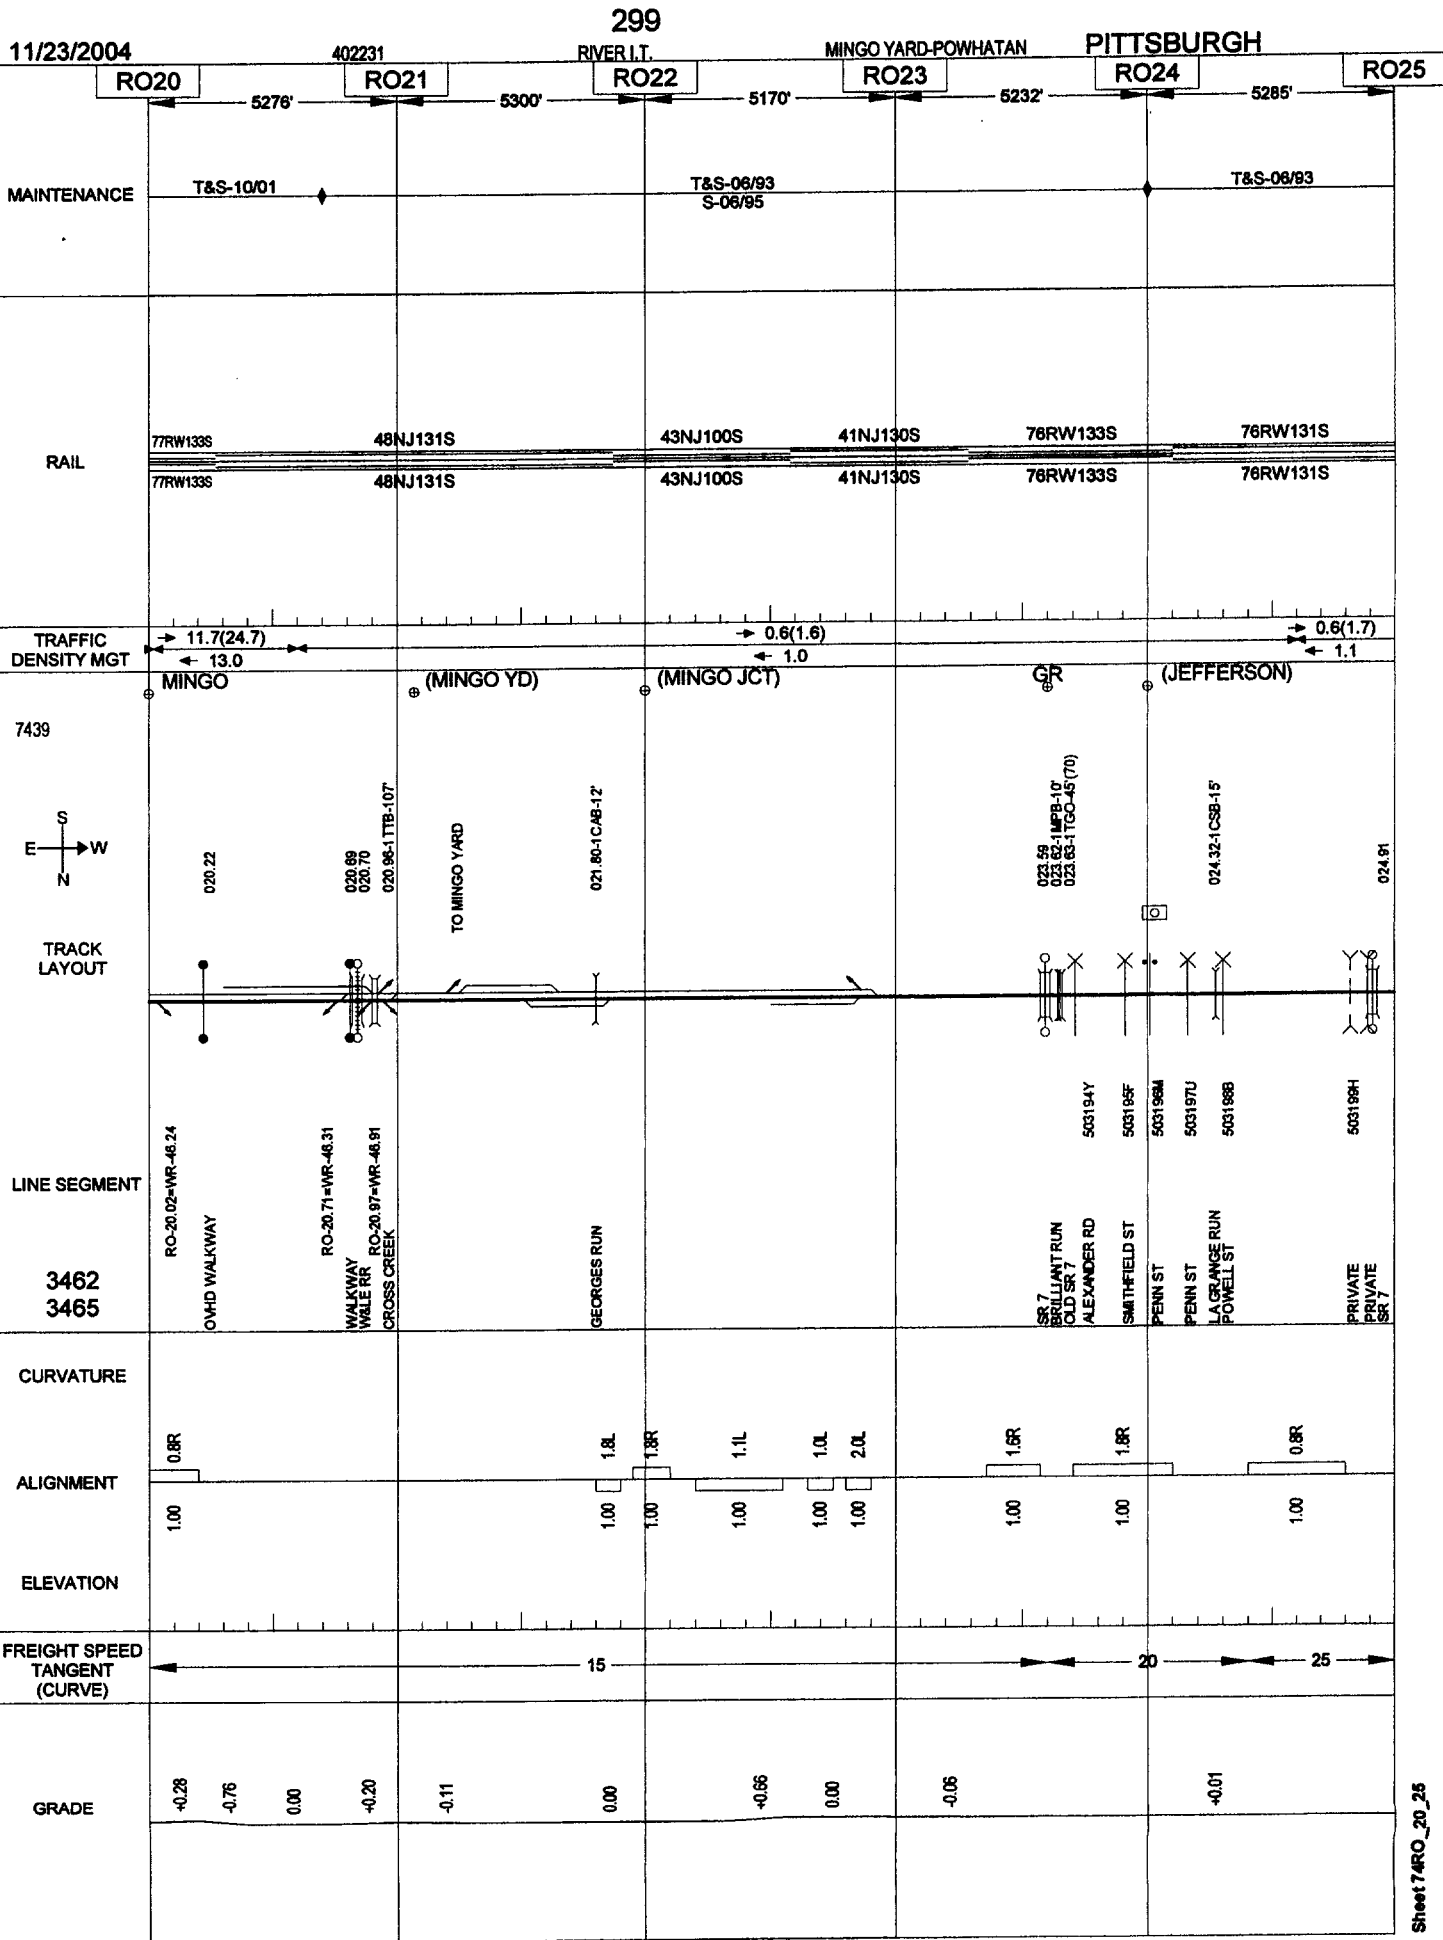 299
11/23/2004 402231 RIVER I.T. MINGO YARD-POWHATAN PITTSBURGH
RO20 RO21 RO22 RO23 RO24 RO25
5276' 5300' 5170' 5232' 5285'
MAINTENANCE T&S-10/01 T&S-06/93 T&S-06/93
S-06/95
77RW133S 48NJ131S 43NJ100S 41NJ130S 76RW133S 76RW131S
RAIL
77RW133S 48NJ131S 43NJ100S 41NJ130S 76RW133S 76RW131S
TRAFFIC 11.7(24.7) 0.6(1.6) 0.6(1.7)
DENSITY MGT 13.0 1.0 1.1
MINGO (MINGO YD) (MINGO JCT) GR (JEFFERSON)
7439
S
E W
N
020.22
020.69
020.70
020.96-1 TTB-107'
TO MINGO YARD
021.80-1 CAB-12'
023.59
023.62-1 MPB-10'
023.63-1 TGO-45'(70)
024.32-1 CSB-15'
024.91
TRACK
LAYOUT
503194Y
503195F
503196M
503197U
503198B
503199H
LINE SEGMENT
3462
3465
RO-20.02=WR-46.24
OVHD WALKWAY
RO-20.71=WR-46.31
WALKWAY
W&LE RR
RO-20.97=WR-46.91
CROSS CREEK
GEORGES RUN
SR 7
BRILLIANT RUN
OLD SR 7
ALEXANDER RD
SMITHFIELD ST
PENN ST
PENN ST
LA GRANGE RUN
POWELL ST
PRIVATE
PRIVATE
SR 7
CURVATURE
0.8R 1.8L 1.8R 1.1L 1.0L 2.0L 1.6R 1.8R 0.8R
ALIGNMENT
1.00 1.00 1.00 1.00 1.00 1.00 1.00 1.00 1.00
ELEVATION
FREIGHT SPEED
TANGENT 15 20 25
(CURVE)
GRADE +0.28 -0.76 0.00 +0.20 -0.11 0.00 +0.66 0.00 -0.06 +0.01
Sheet 74RO_20_25